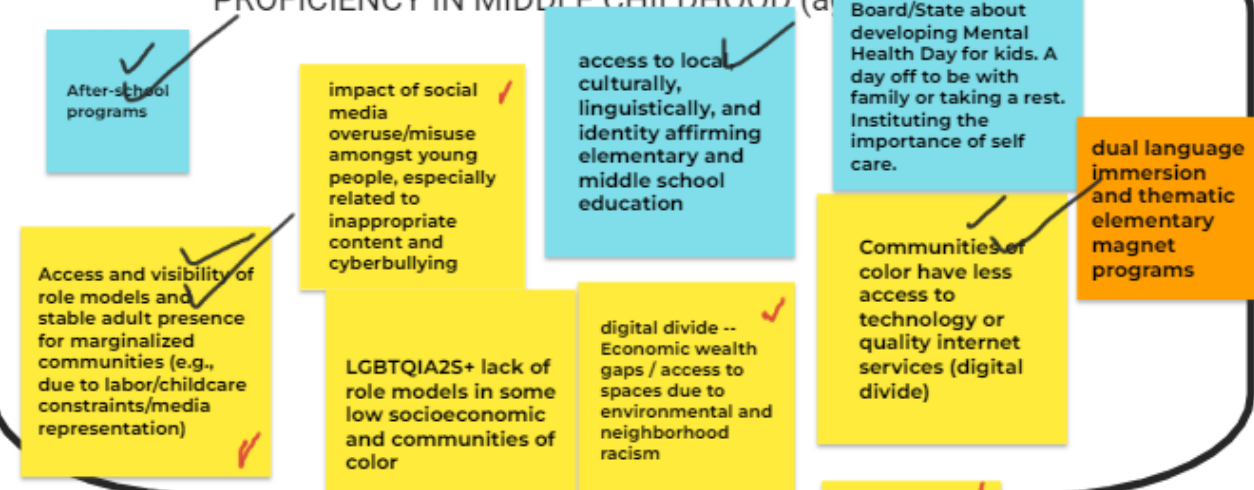 PROFICIENCY IN MIDDLE CHILDHOOD (a
After-school
programs
impact of social
media
overuse/misuse
amongst young
people, especially
related to
inappropriate
content and
cyberbullying
access to local,
culturally,
linguistically, and
identity affirming
elementary and
middle school
education
Board/State about
developing Mental
Health Day for kids. A
day off to be with
family or taking a rest.
Instituting the
importance of self
care.
dual language
immersion
and thematic
elementary
magnet
programs
Access and visibility of
role models and
stable adult presence
for marginalized
communities (e.g.,
due to labor/childcare
constraints/media
representation)
LGBTQIA2S+ lack of
role models in some
low socioeconomic
and communities of
color
digital divide --
Economic wealth
gaps / access to
spaces due to
environmental and
neighborhood
racism
Communities of
color have less
access to
technology or
quality internet
services (digital
divide)